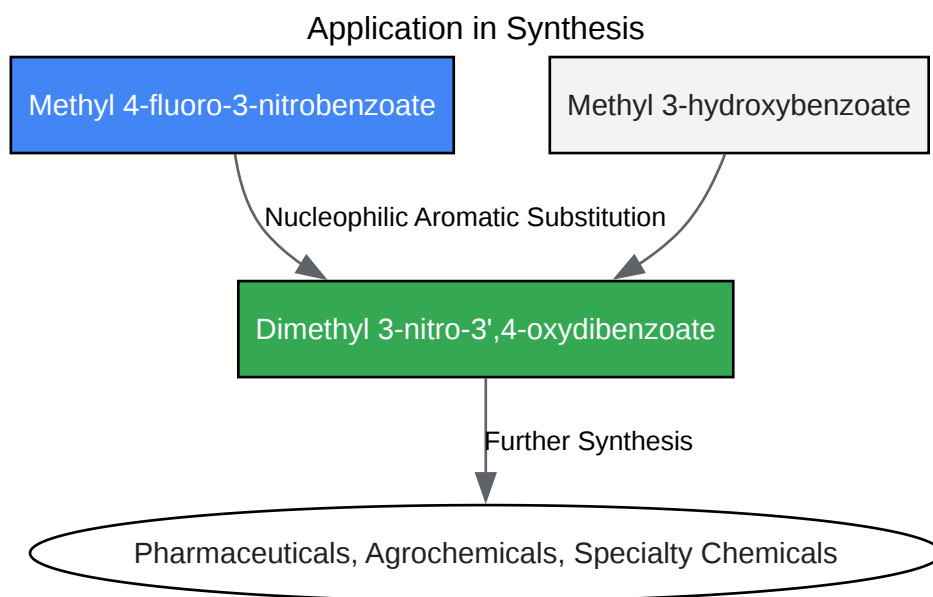 Application in Synthesis
Methyl 4-fluoro-3-nitrobenzoate
Methyl 3-hydroxybenzoate
Nucleophilic Aromatic Substitution
Dimethyl 3-nitro-3',4-oxydibenzoate
Further Synthesis
Pharmaceuticals, Agrochemicals, Specialty Chemicals